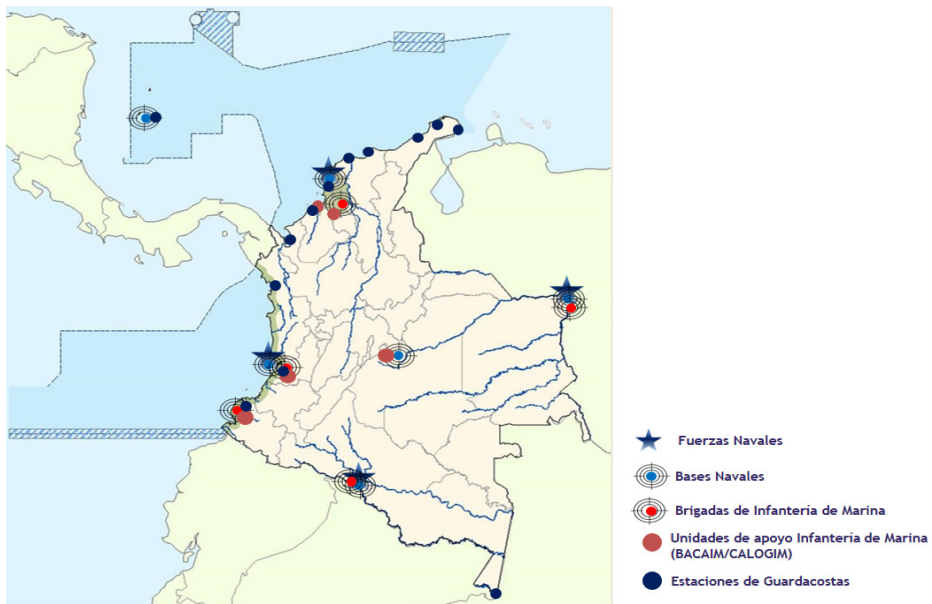 Fuerzas Navales
Bases Navales
Brigadas de Infantería de Marina
Unidades de apoyo Infantería de Marina
(BACAIM/CALOGIM)
Estaciones de Guardacostas